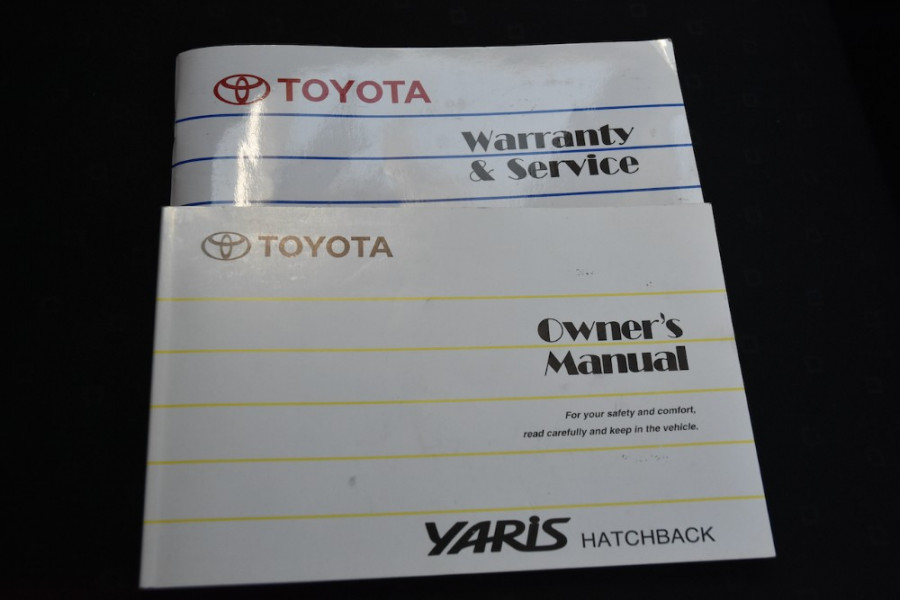 TOYOTA
Warranty
& Service
TOYOTA
Owner's
Manual
For your safety and comfort,
read carefully and keep in the vehicle.
YARiS HATCHBACK